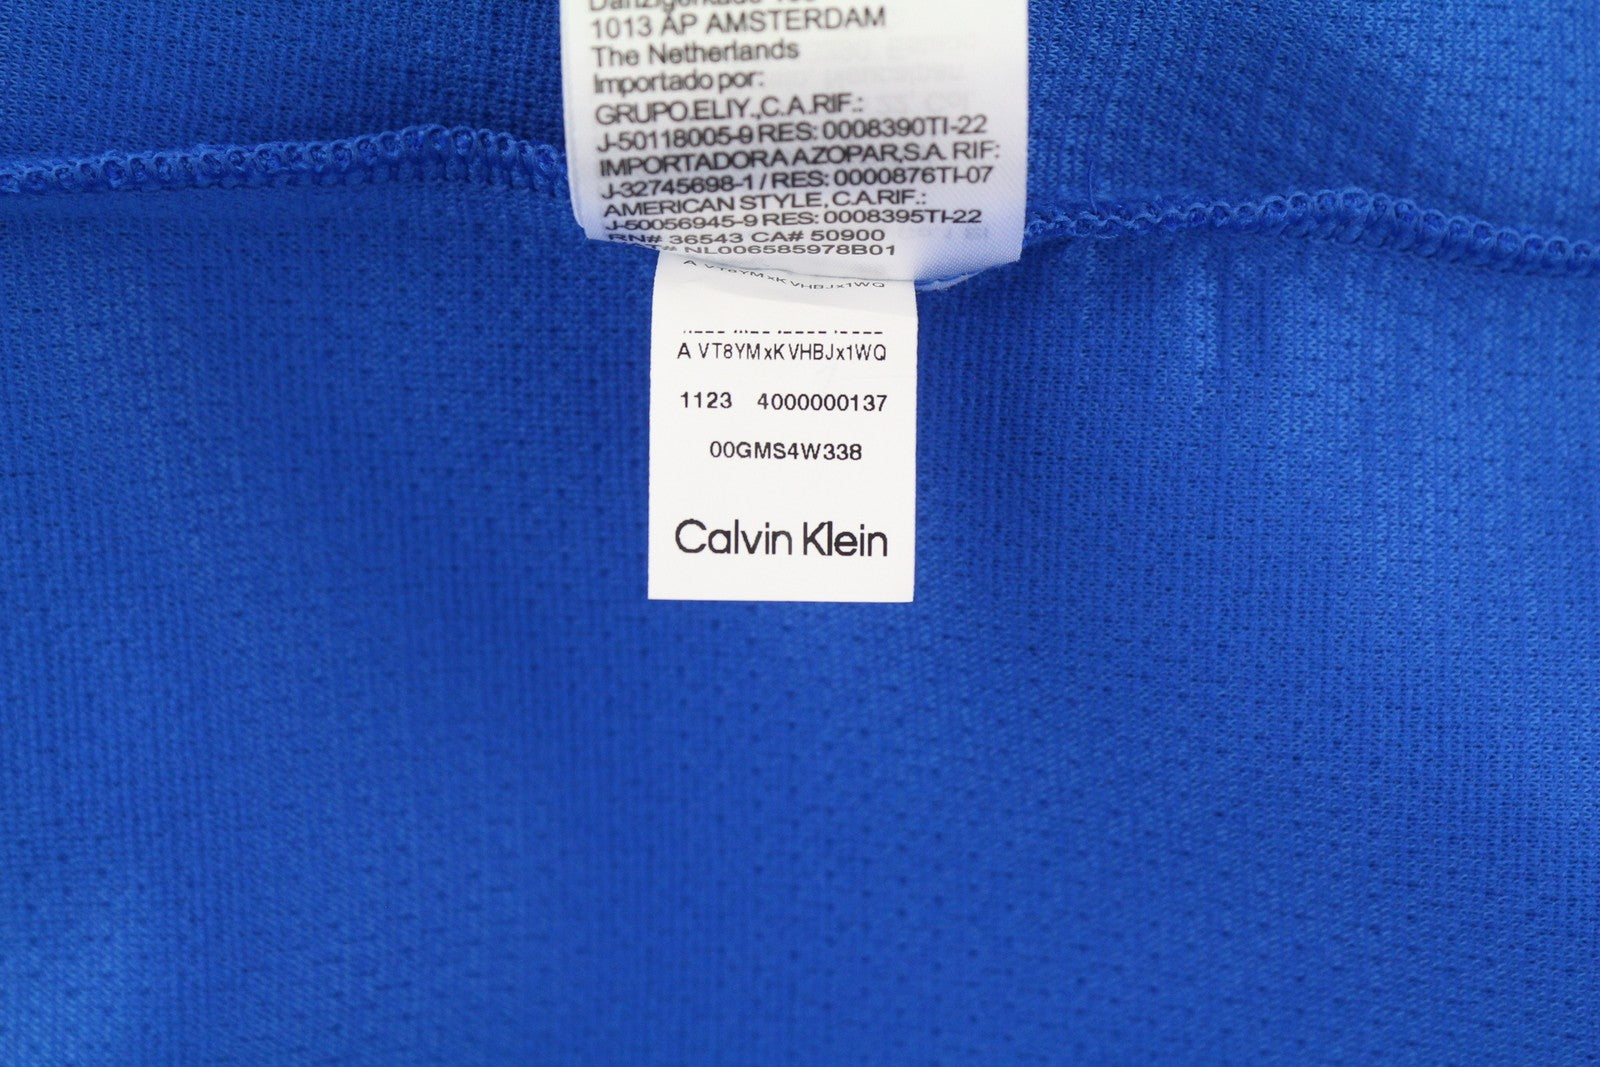 1013 AP AMSTERDAM
The Netherlands
Importado por:
GRUPO.ELIY.,C.A.RIF.:
J-50118005-9 RES: 0008390TI-22
IMPORTADORA AZOPAR,S.A. RIF:
J-32745698-1 / RES: 0000876TI-07
AMERICAN STYLE, C.A.RIF.:
J-50056945-9 RES: 0008395TI-22
RN# 36543 CA# 50900
NL006585978B01
A VT8YMxKVHBJx1WQ
A VT8YMxKVHBJx1WQ
1123 4000000137
00GMS4W338
Calvin Klein